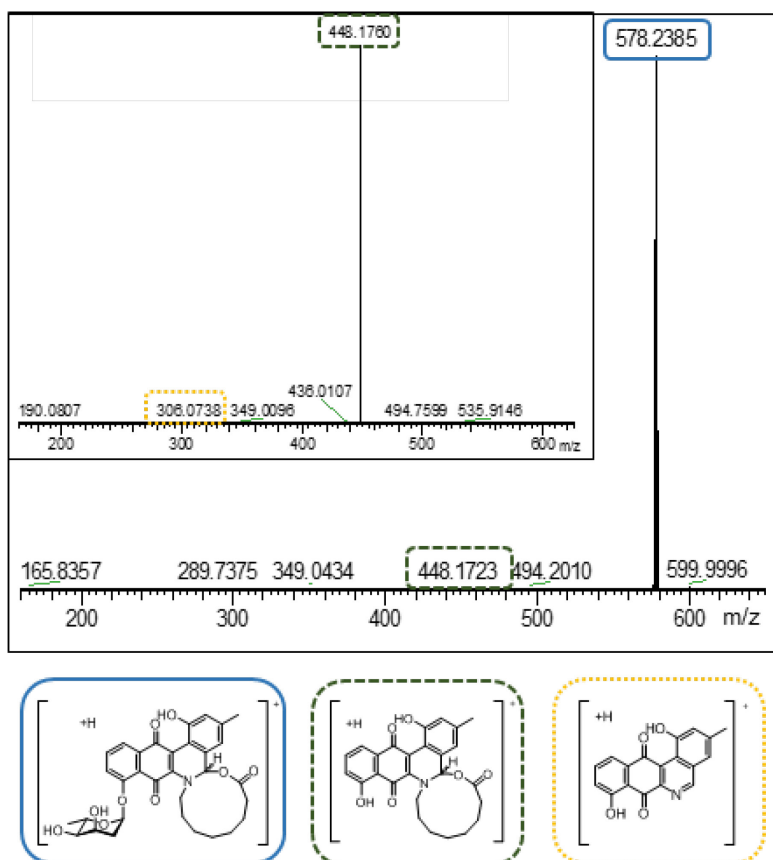 448.1760
578.2385
436.0107
190.0807 306.0738 349.0096 494.7599 535.9146
200 300 400 500 600 m/z
165.8357 289.7375 349.0434 448.1723 494.2010 599.9996
200 300 400 500 600 m/z
+H HO O H O N O O O OH HO O +
+H HO O H O N O OH O +
+H HO O N OH O +